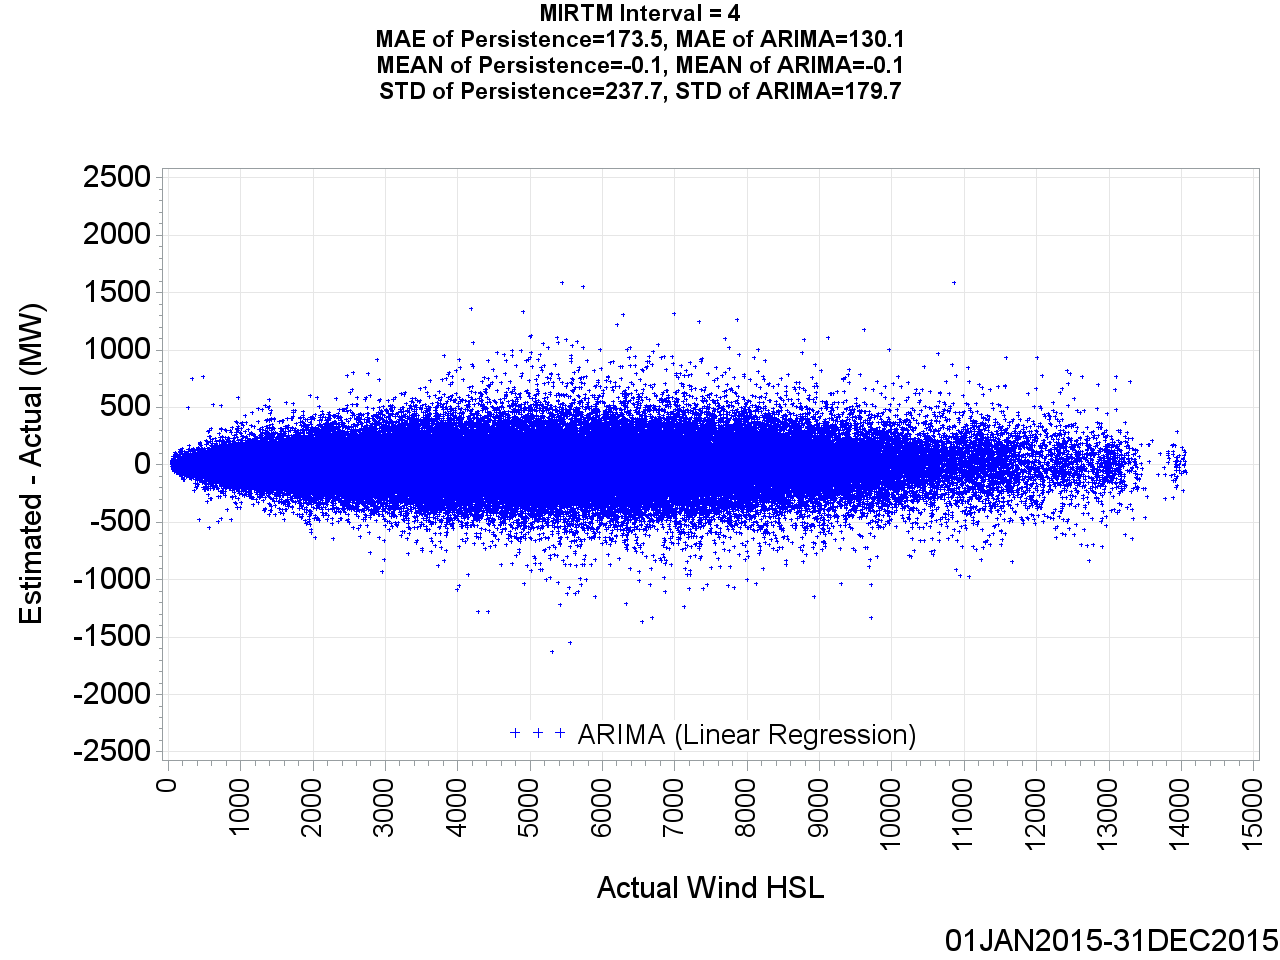 MIRTM Interval = 4
MAE of Persistence=173.5, MAE of ARIMA=130.1
MEAN of Persistence=-0.1, MEAN of ARIMA=-0.1
STD of Persistence=237.7, STD of ARIMA=179.7
2500
2000
1500
1000
500
0
-500
-1000
-1500
-2000
-2500
Estimated - Actual (MW)
ARIMA (Linear Regression)
0 1000 2000 3000 4000 5000 6000 7000 8000 9000 10000 11000 12000 13000 14000 15000
Actual Wind HSL
01JAN2015-31DEC2015